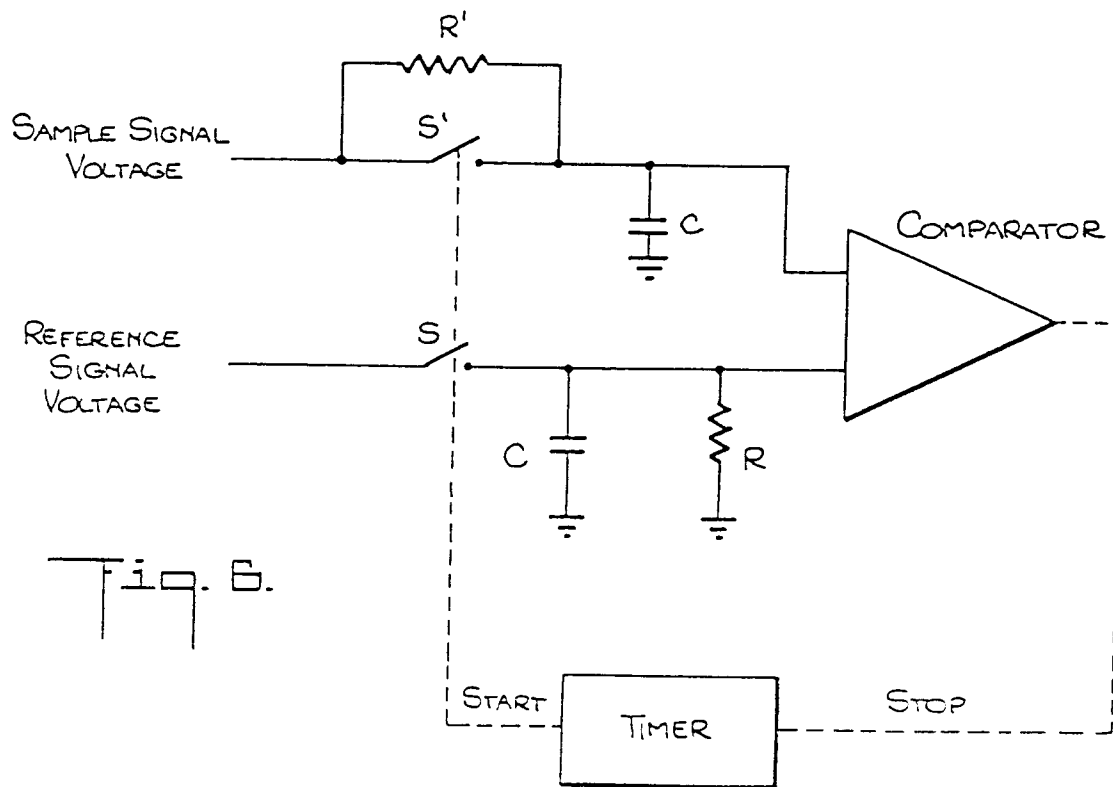 R'
SAMPLE SIGNAL
VOLTAGE
S'
C
COMPARATOR
REFERENCE
SIGNAL
VOLTAGE
S
C
R
Fig. 6.
START
TIMER
STOP